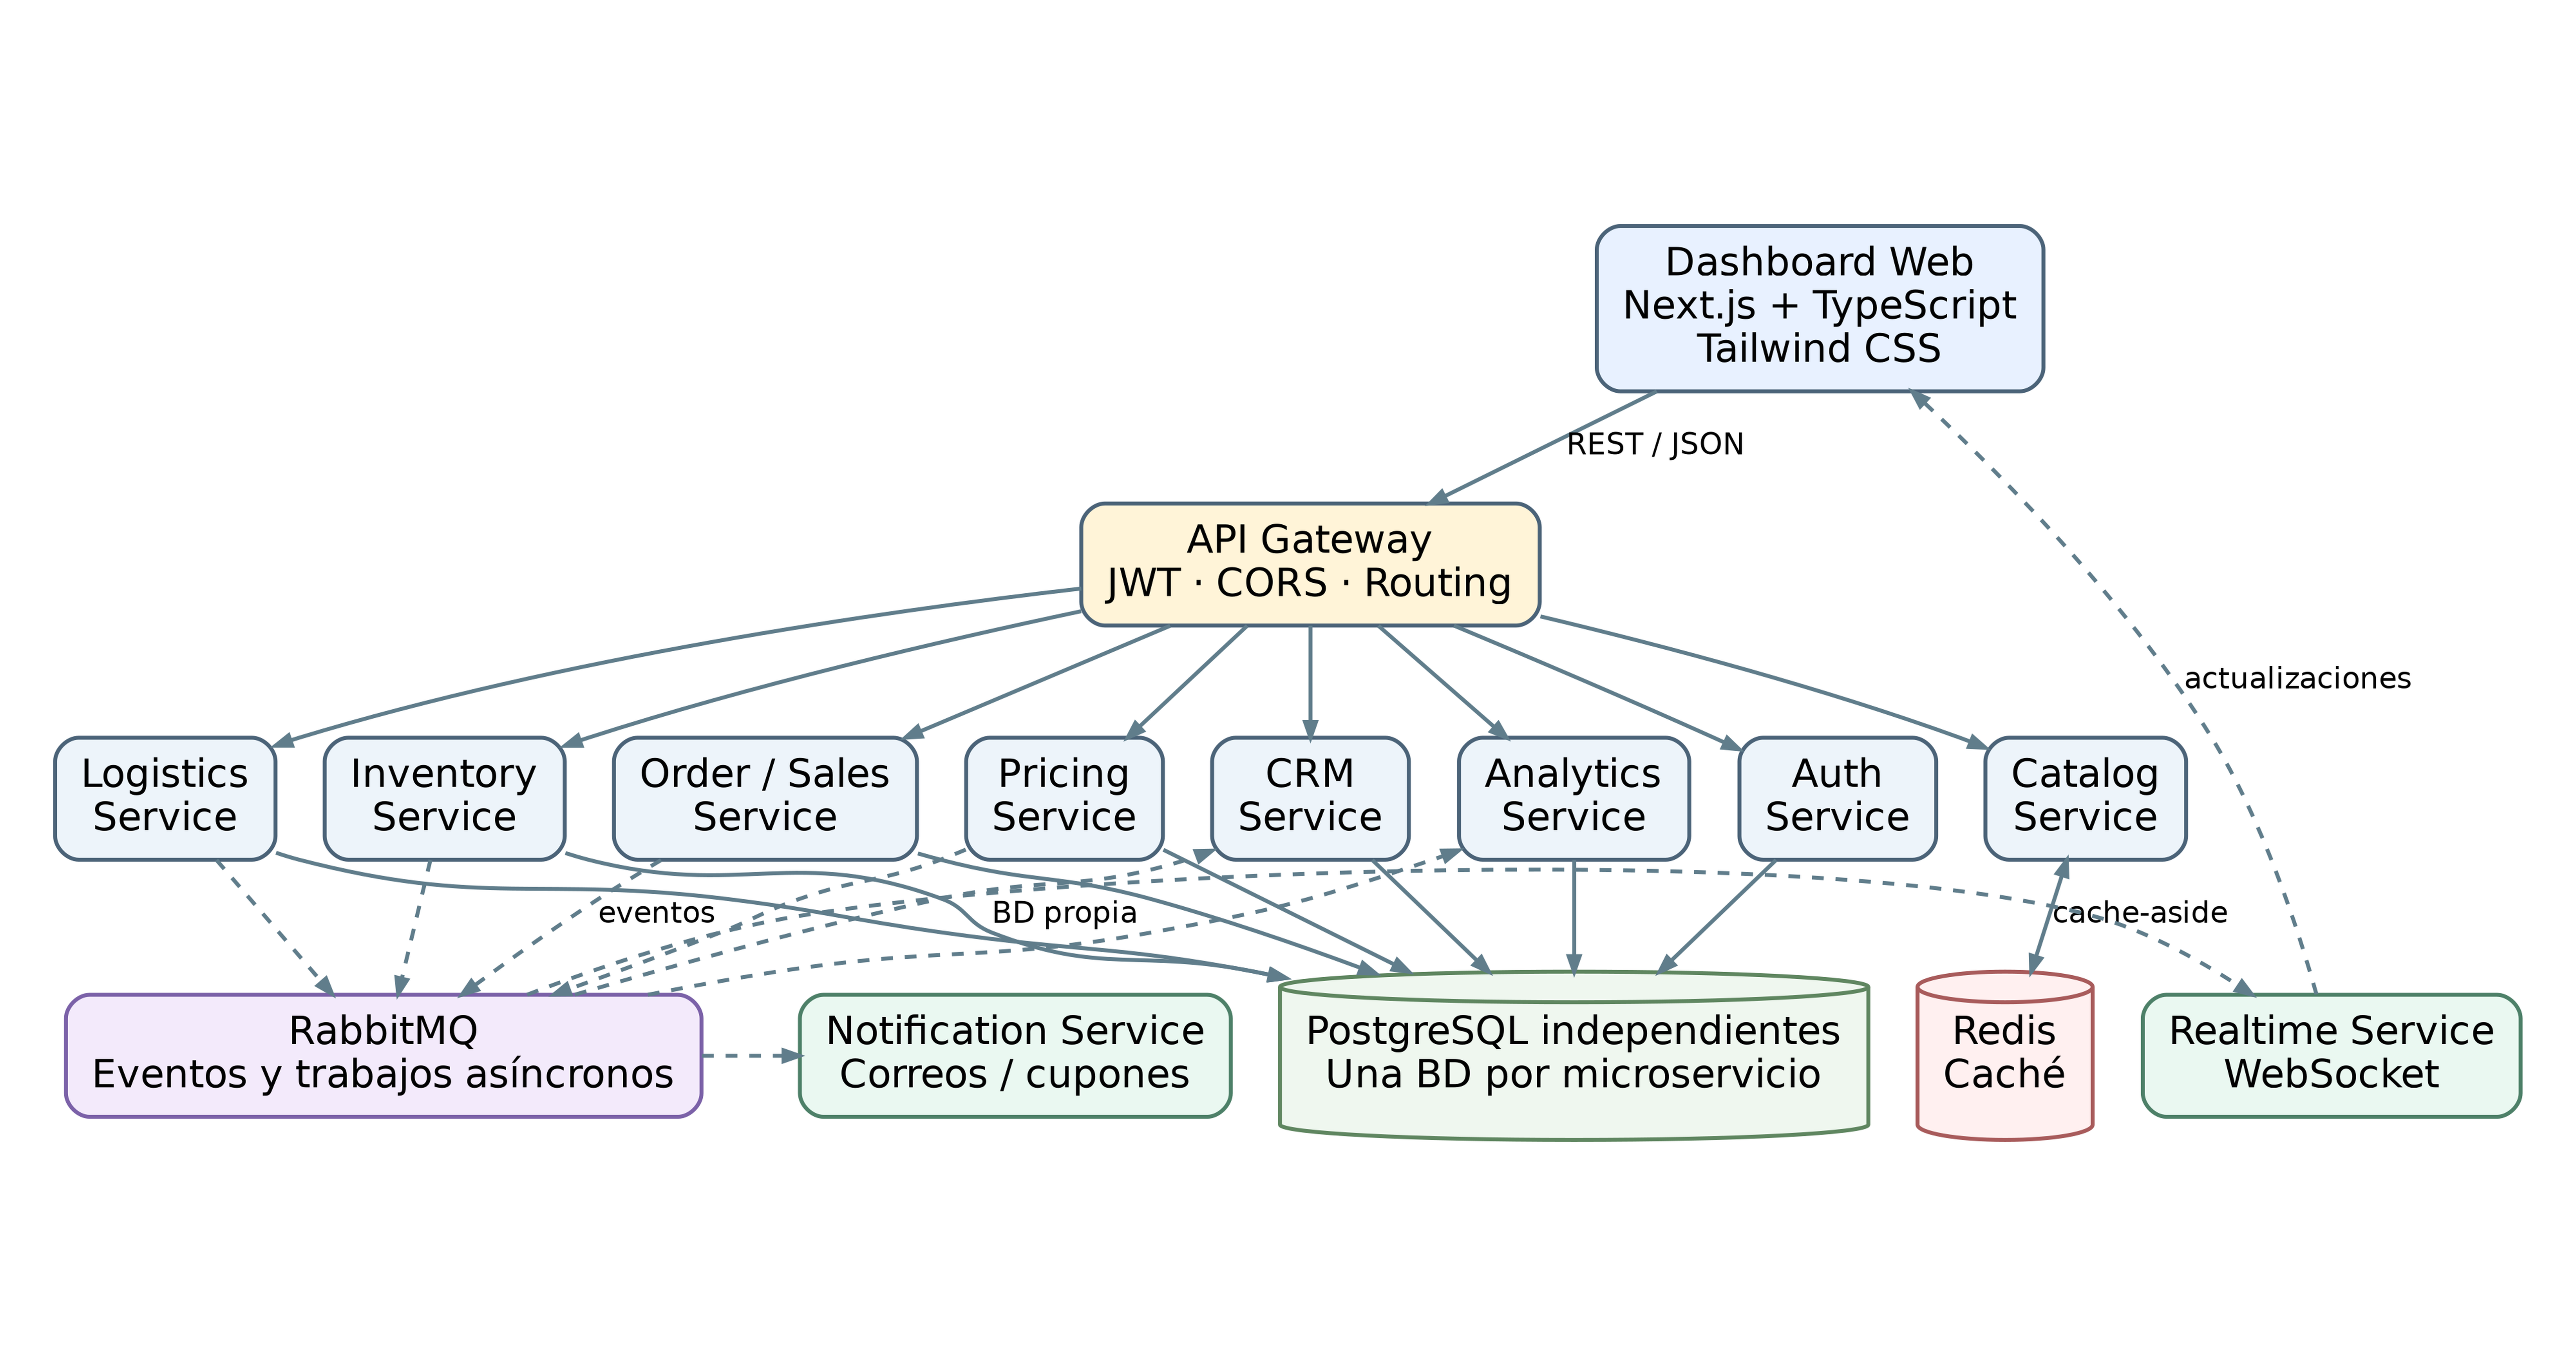 Dashboard Web
Next.js + TypeScript
Tailwind CSS
REST / JSON
API Gateway
JWT · CORS · Routing
actualizaciones
Logistics
Service
Inventory
Service
Order / Sales
Service
Pricing
Service
CRM
Service
Analytics
Service
Auth
Service
Catalog
Service
eventos
BD propia
cache-aside
RabbitMQ
Eventos y trabajos asíncronos
Notification Service
Correos / cupones
PostgreSQL independientes
Una BD por microservicio
Redis
Caché
Realtime Service
WebSocket